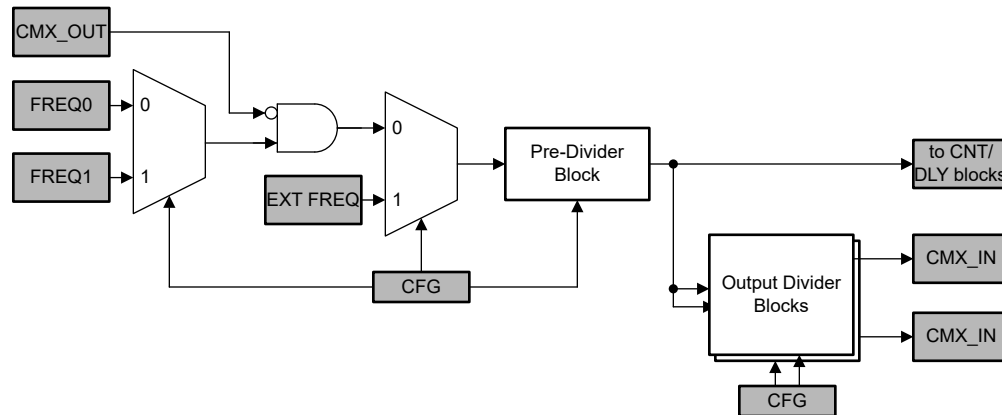 CMX_OUT
FREQ0
0
FREQ1
1
0
EXT FREQ
1
Pre-Divider
Block
to CNT/
DLY blocks
CFG
Output Divider
Blocks
CMX_IN
CMX_IN
CFG